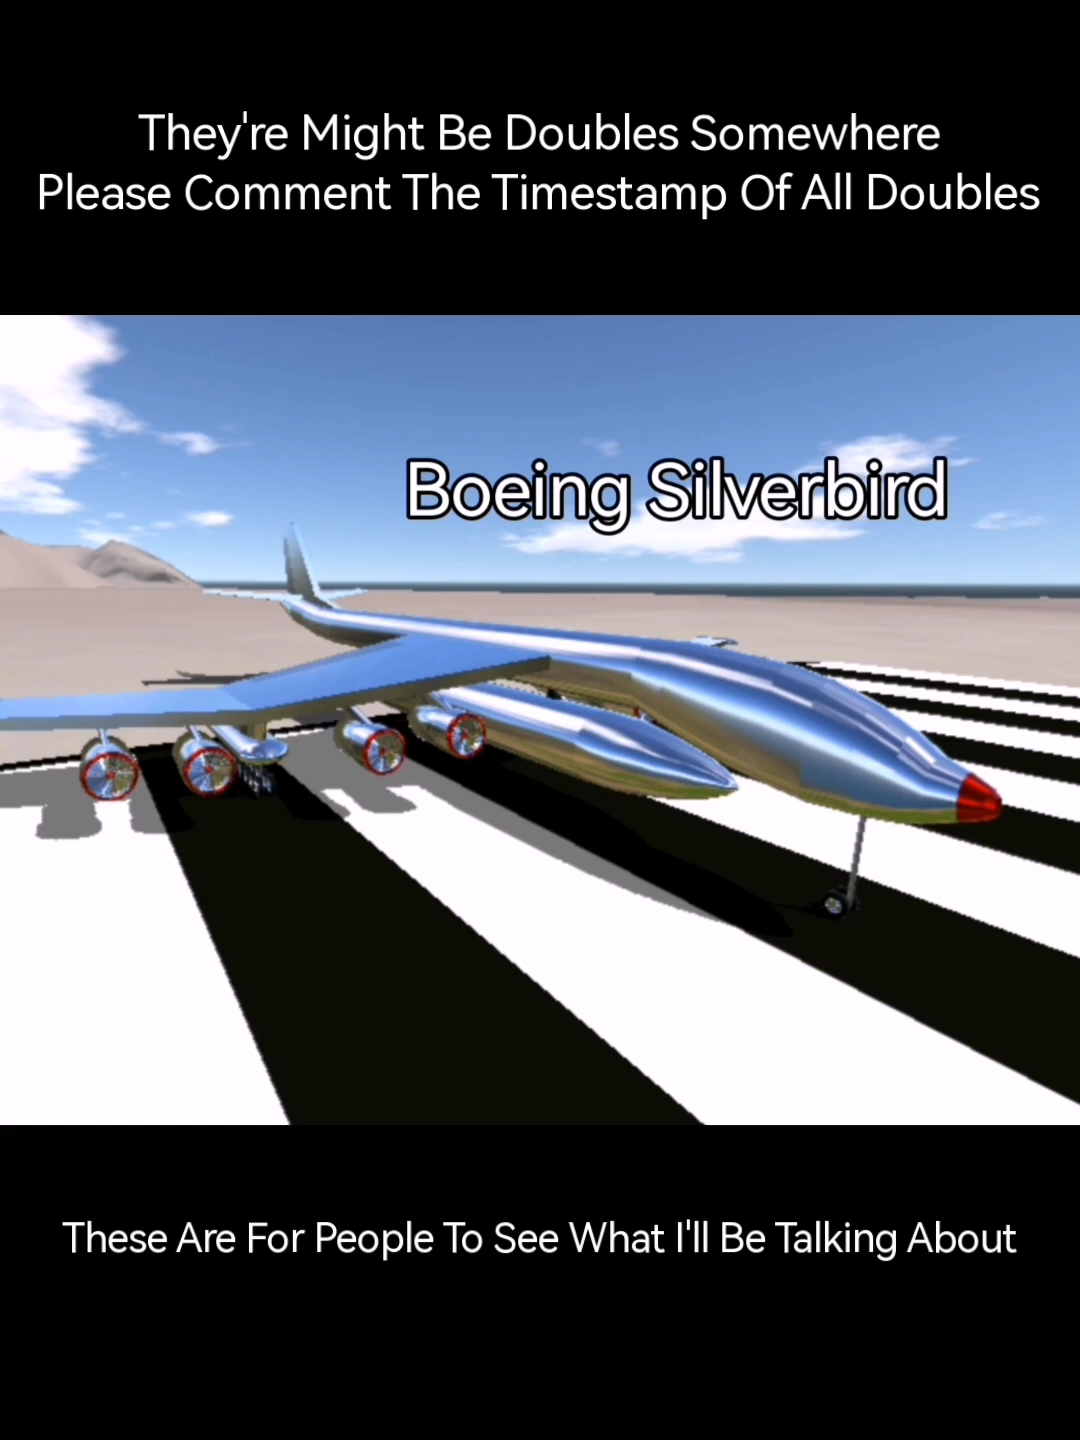 They're Might Be Doubles Somewhere
Please Comment The Timestamp Of All Doubles
Boeing Silverbird
These Are For People To See What I'll Be Talking About